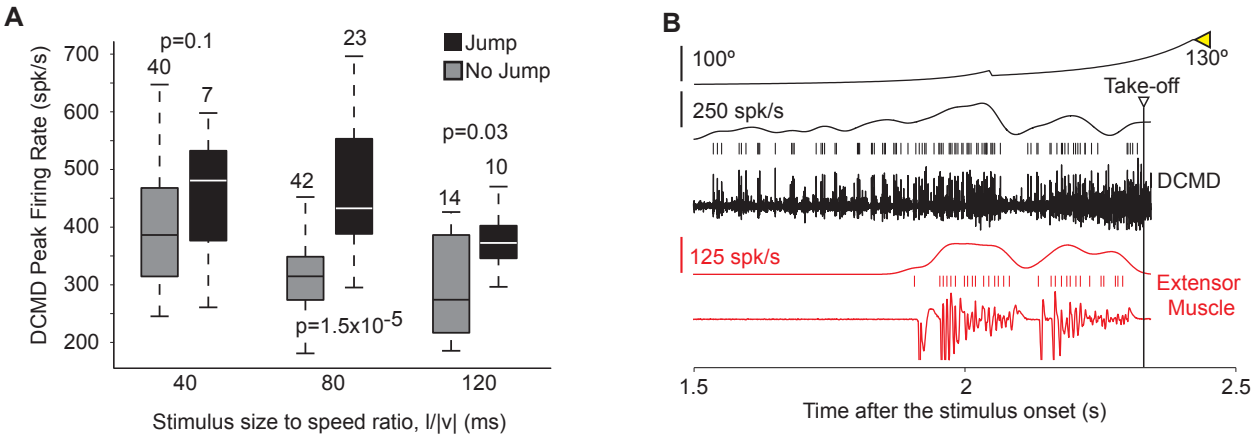 A
DCMD Peak Firing Rate (spk/s)
700
600
500
400
300
200
p=0.1
40
7
23
Jump
No Jump
42
p=0.03
14
10
p=1.5x10-5
40
80
120
Stimulus size to speed ratio, l/|v| (ms)
B
100º
130º
Take-off
250 spk/s
DCMD
125 spk/s
Extensor
Muscle
1.5
2
2.5
Time after the stimulus onset (s)